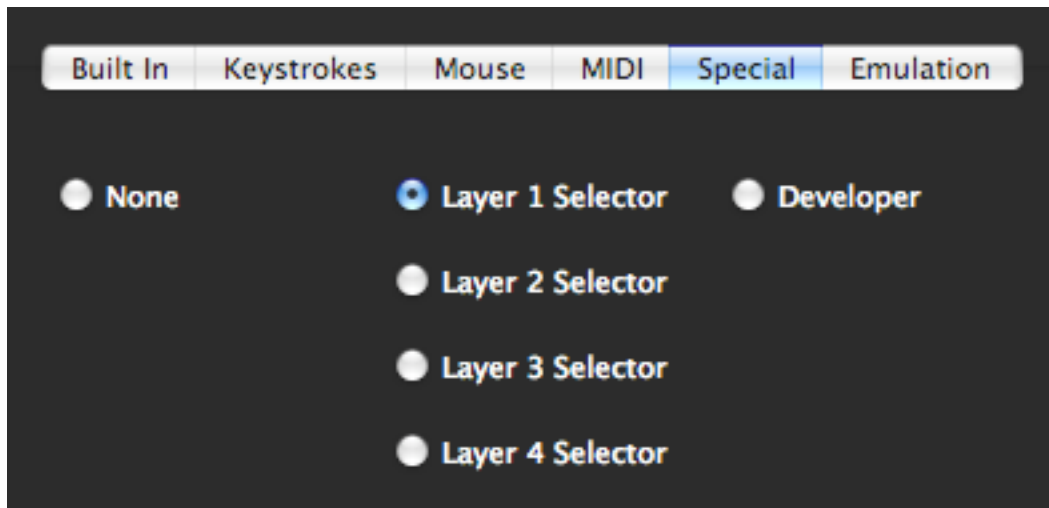 Built In Keystrokes Mouse MIDI Special Emulation
None Layer 1 Selector Developer
Layer 2 Selector
Layer 3 Selector
Layer 4 Selector